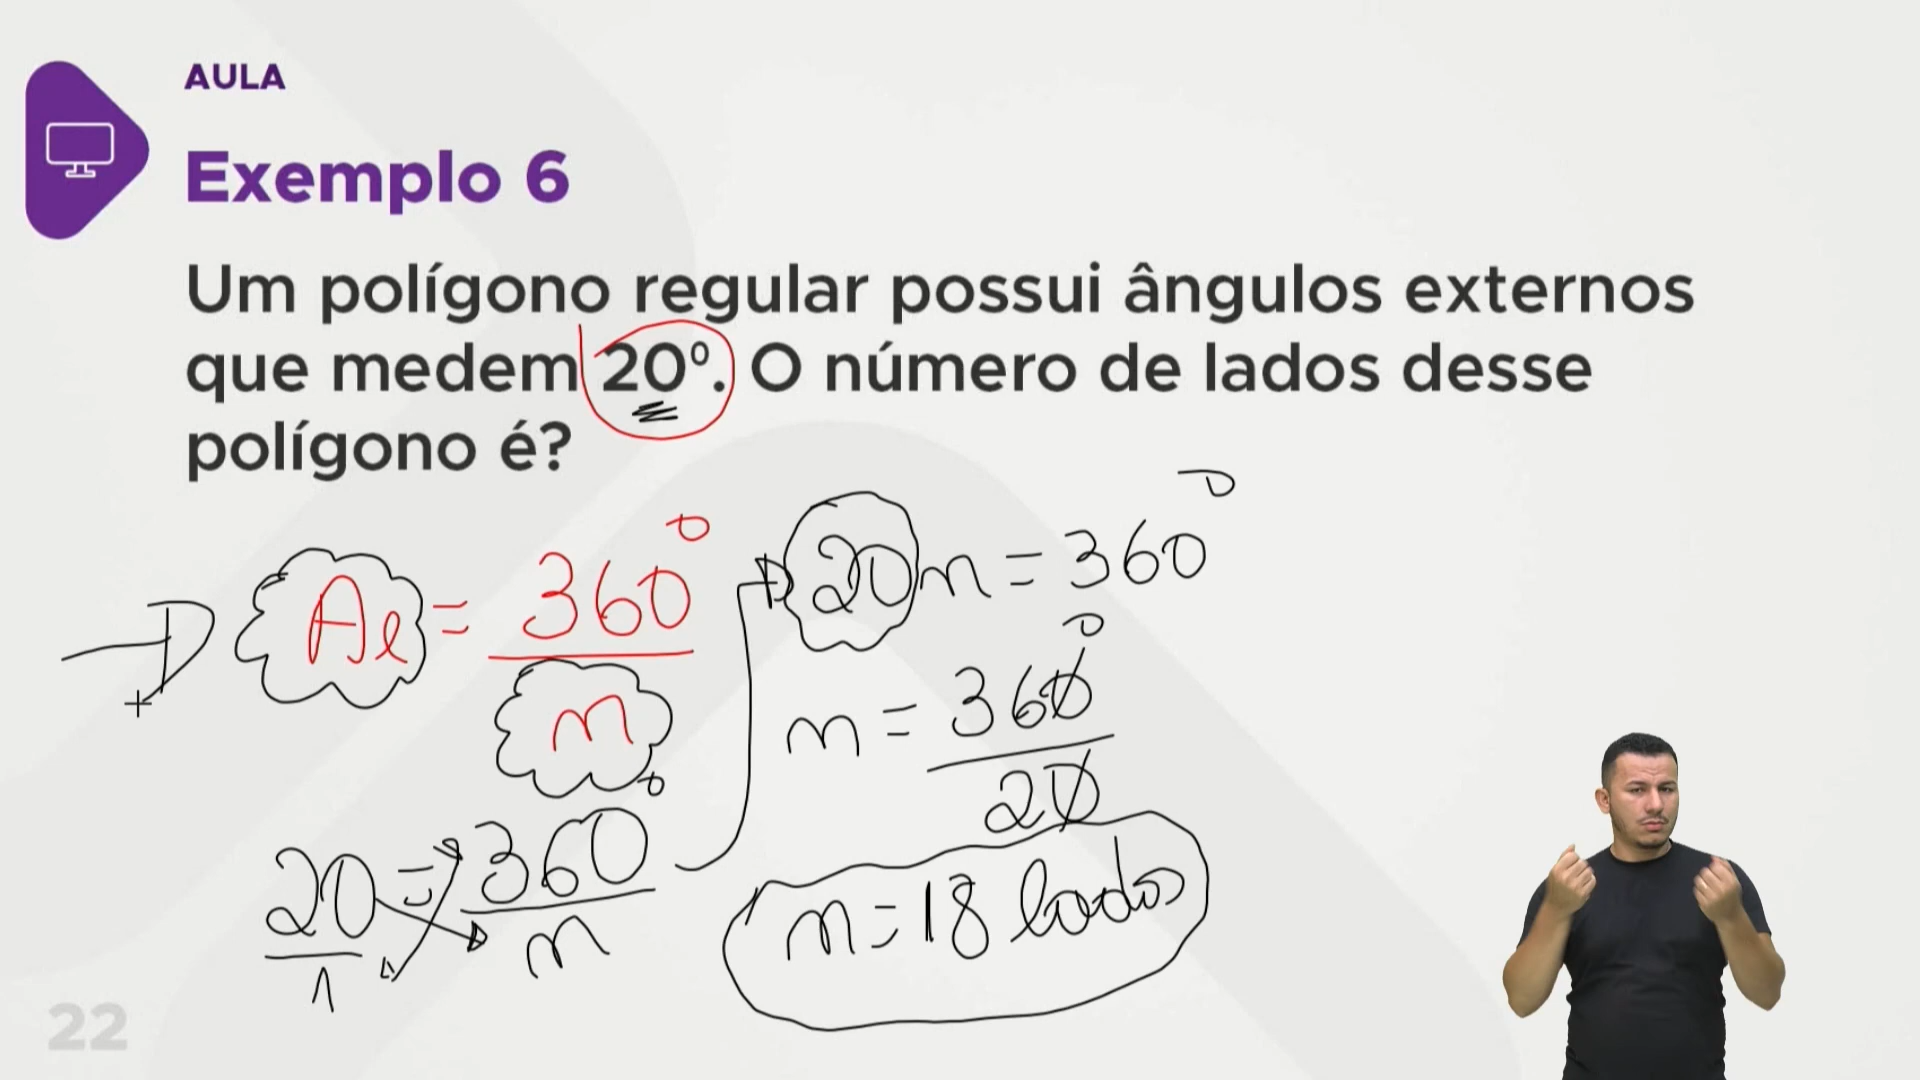 AULA
Exemplo 6
Um polígono regular possui ângulos externos
que medem 20º. O número de lados desse
polígono é?
Ae = 360°
n
20 = 360°
1 n
20n = 360°
n = 360°
20
n = 18 lados
22